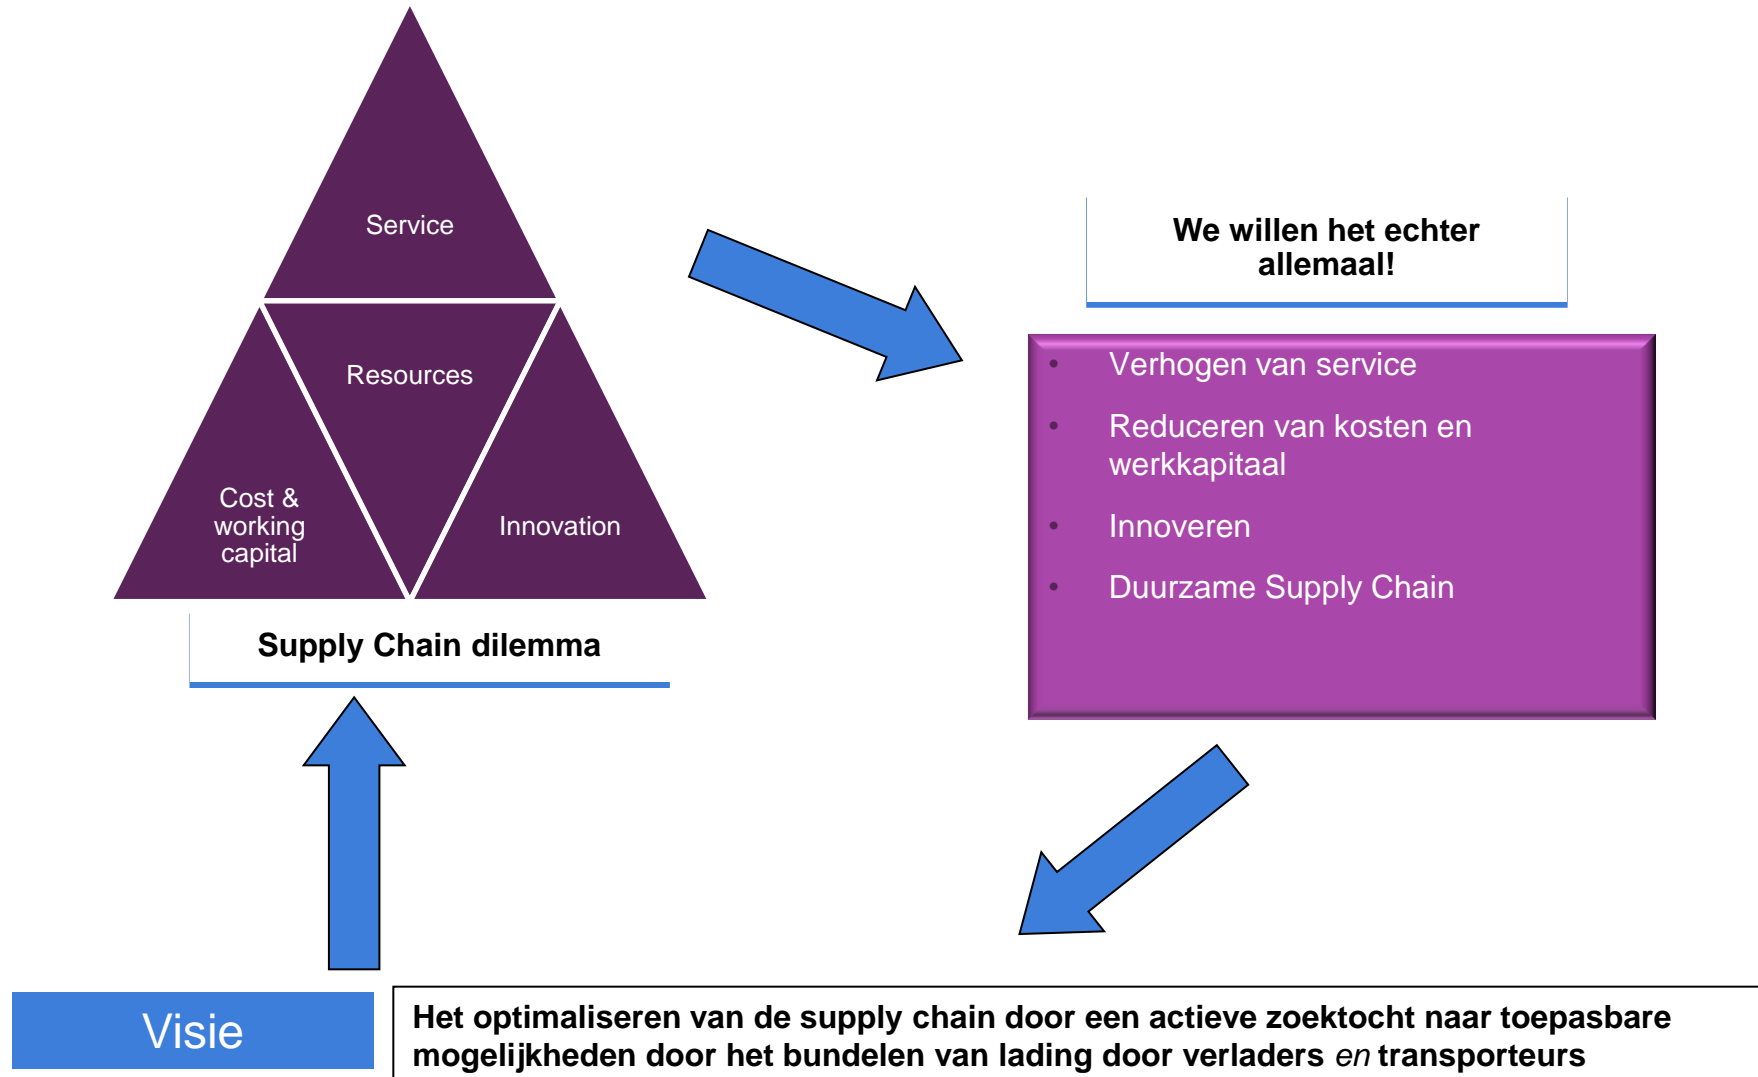 Service
Resources
Cost &
working
capital
Innovation
Supply Chain dilemma
We willen het echter
allemaal!
• Verhogen van service
• Reduceren van kosten en
werkkapitaal
• Innoveren
• Duurzame Supply Chain
Visie
Het optimaliseren van de supply chain door een actieve zoektocht naar toepasbare
mogelijkheden door het bundelen van lading door verladers en transporteurs